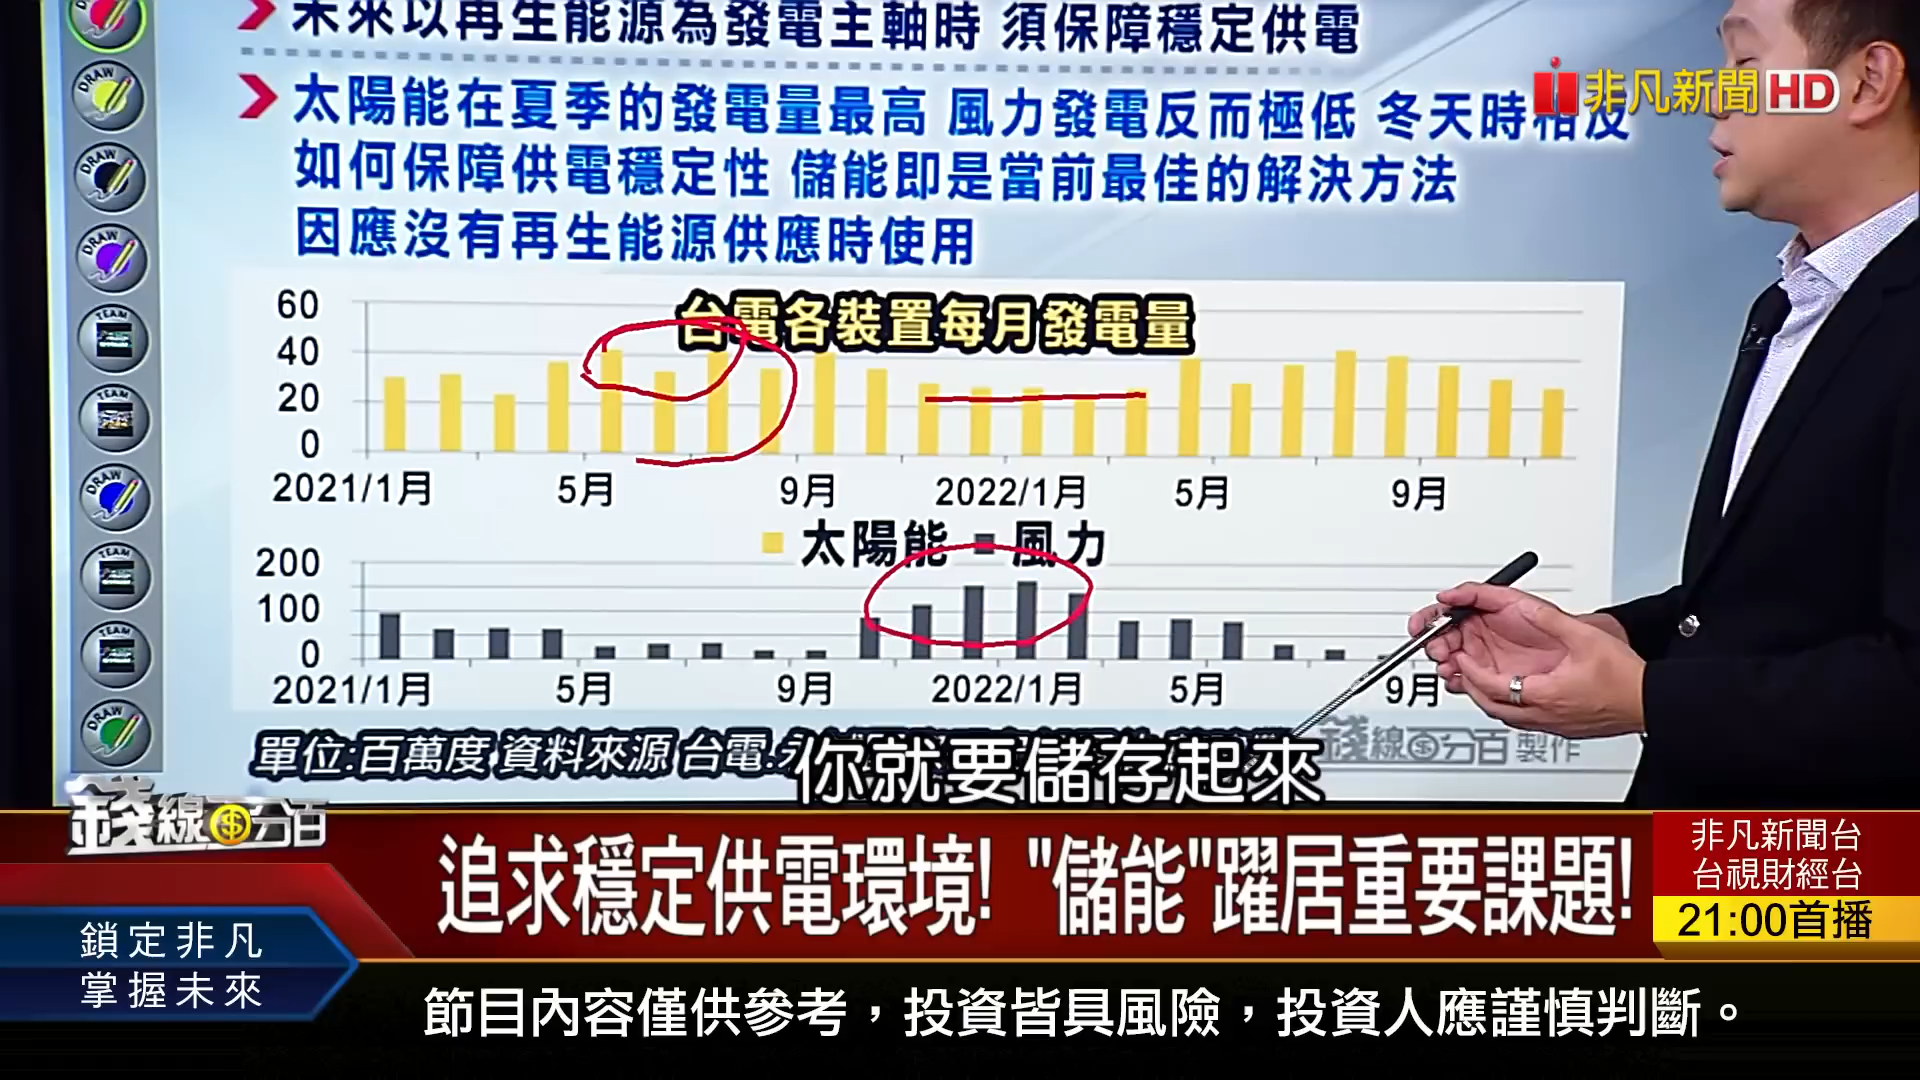 未來以再生能源為發電主軸時 須保障穩定供電
太陽能在夏季的發電量最高 風力發電反而極低 冬天時相反
非凡新聞HD
如何保障供電穩定性 儲能即是當前最佳的解決方法
因應沒有再生能源供應時使用
DRAW
DRAW
DRAW
TEAM
TEAM
DRAW
TEAM
TEAM
DRAW
台電各裝置每月發電量
60
40
20
0
2021/1月 5月 9月 2022/1月 5月 9月
太陽能 風力
200
100
0
2021/1月 5月 9月 2022/1月 5月 9月
單位:百萬度 資料來源 台電.
錢線百分百 製作
你就要儲存起來
錢線百分百
追求穩定供電環境! "儲能"躍居重要課題!
非凡新聞台
台視財經台
21:00首播
鎖定非凡
掌握未來
節目內容僅供參考，投資皆具風險，投資人應謹慎判斷。